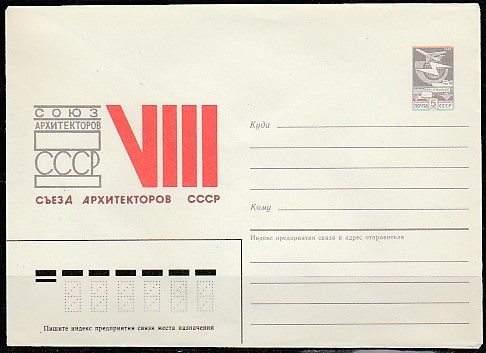 СОЮЗ
АРХИТЕКТОРОВ
СССР
VIII
СЪЕЗД АРХИТЕКТОРОВ СССР
ПОЧТА 5
Куда
Кому
Индекс предприятия связи и адрес отправителя
Пишите индекс предприятия связи места назначения